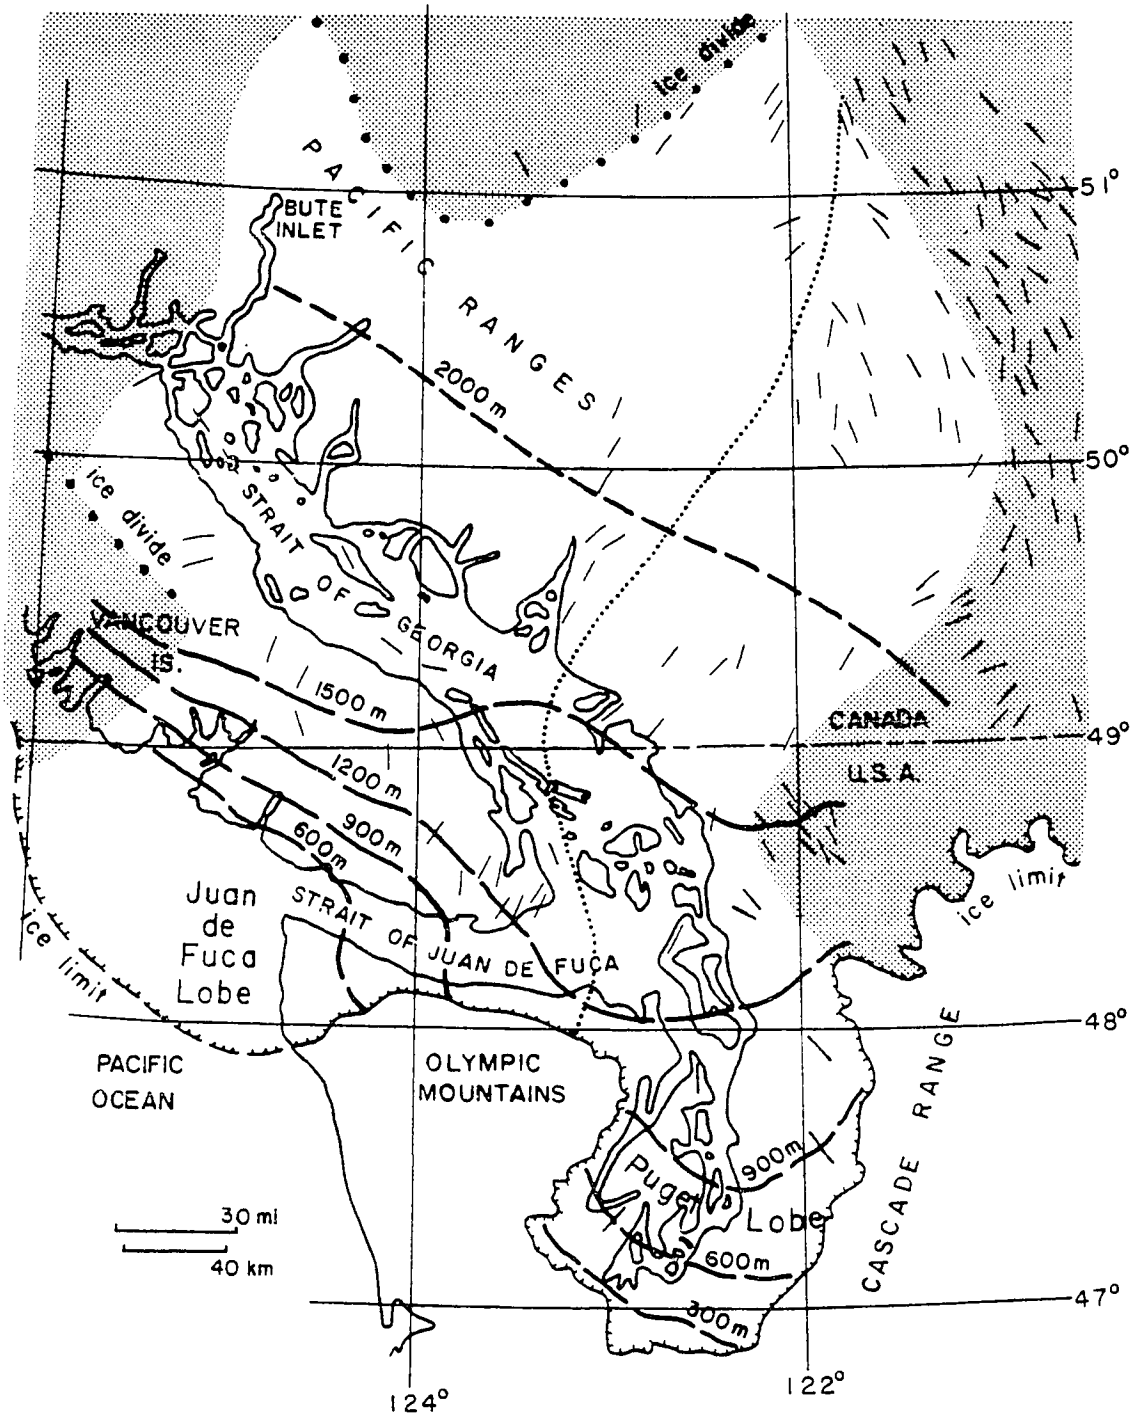 ice divide
PACIFIC RANGES
51°
BUTE
INLET
2000 m
50°
ice divide
STRAIT OF GEORGIA
VANCOUVER
IS.
1500 m
CANADA
49°
U.S.A.
1200 m
900m
600m
ice limit
Juan
de
Fuca
Lobe
STRAIT OF JUAN DE FUCA
ice limit
48°
PACIFIC
OCEAN
OLYMPIC
MOUNTAINS
CASCADE RANGE
900m
Puget Lobe
30 mi
40 km
600m
300m
47°
124°
122°